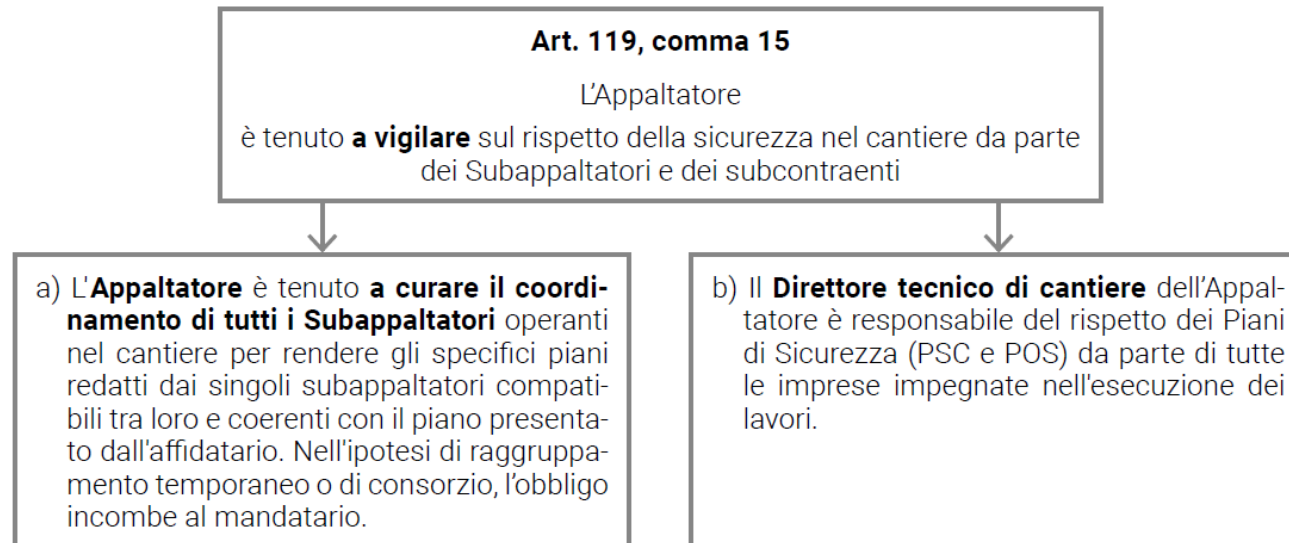 Art. 119, comma 15
L'Appaltatore
è tenuto a vigilare sul rispetto della sicurezza nel cantiere da parte
dei Subappaltatori e dei subcontraenti
a) L'Appaltatore è tenuto a curare il coordi-
namento di tutti i Subappaltatori operanti
nel cantiere per rendere gli specifici piani
redatti dai singoli subappaltatori compati-
bili tra loro e coerenti con il piano presenta-
to dall'affidatario. Nell'ipotesi di raggruppa-
mento temporaneo o di consorzio, l'obbligo
incombe al mandatario.
b) Il Direttore tecnico di cantiere dell'Appal-
tatore è responsabile del rispetto dei Piani
di Sicurezza (PSC e POS) da parte di tutte
le imprese impegnate nell'esecuzione dei
lavori.